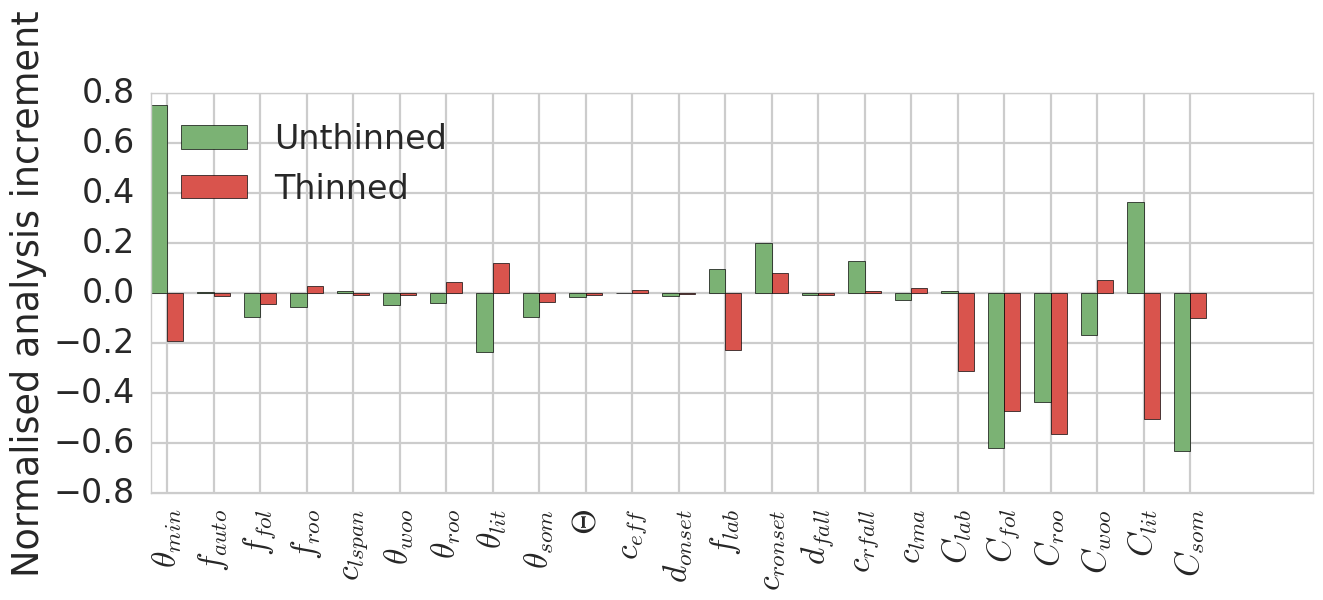 Normalised analysis increment
0.8
0.6
0.4
0.2
0.0
−0.2
−0.4
−0.6
−0.8
Unthinned
Thinned
θmin
fauto
ffol
froo
clspan
θwoo
θroo
θlit
θsom
Θ
ceff
donset
flab
cronset
dfall
crfall
clma
Clab
Cfol
Croo
Cwoo
Clit
Csom